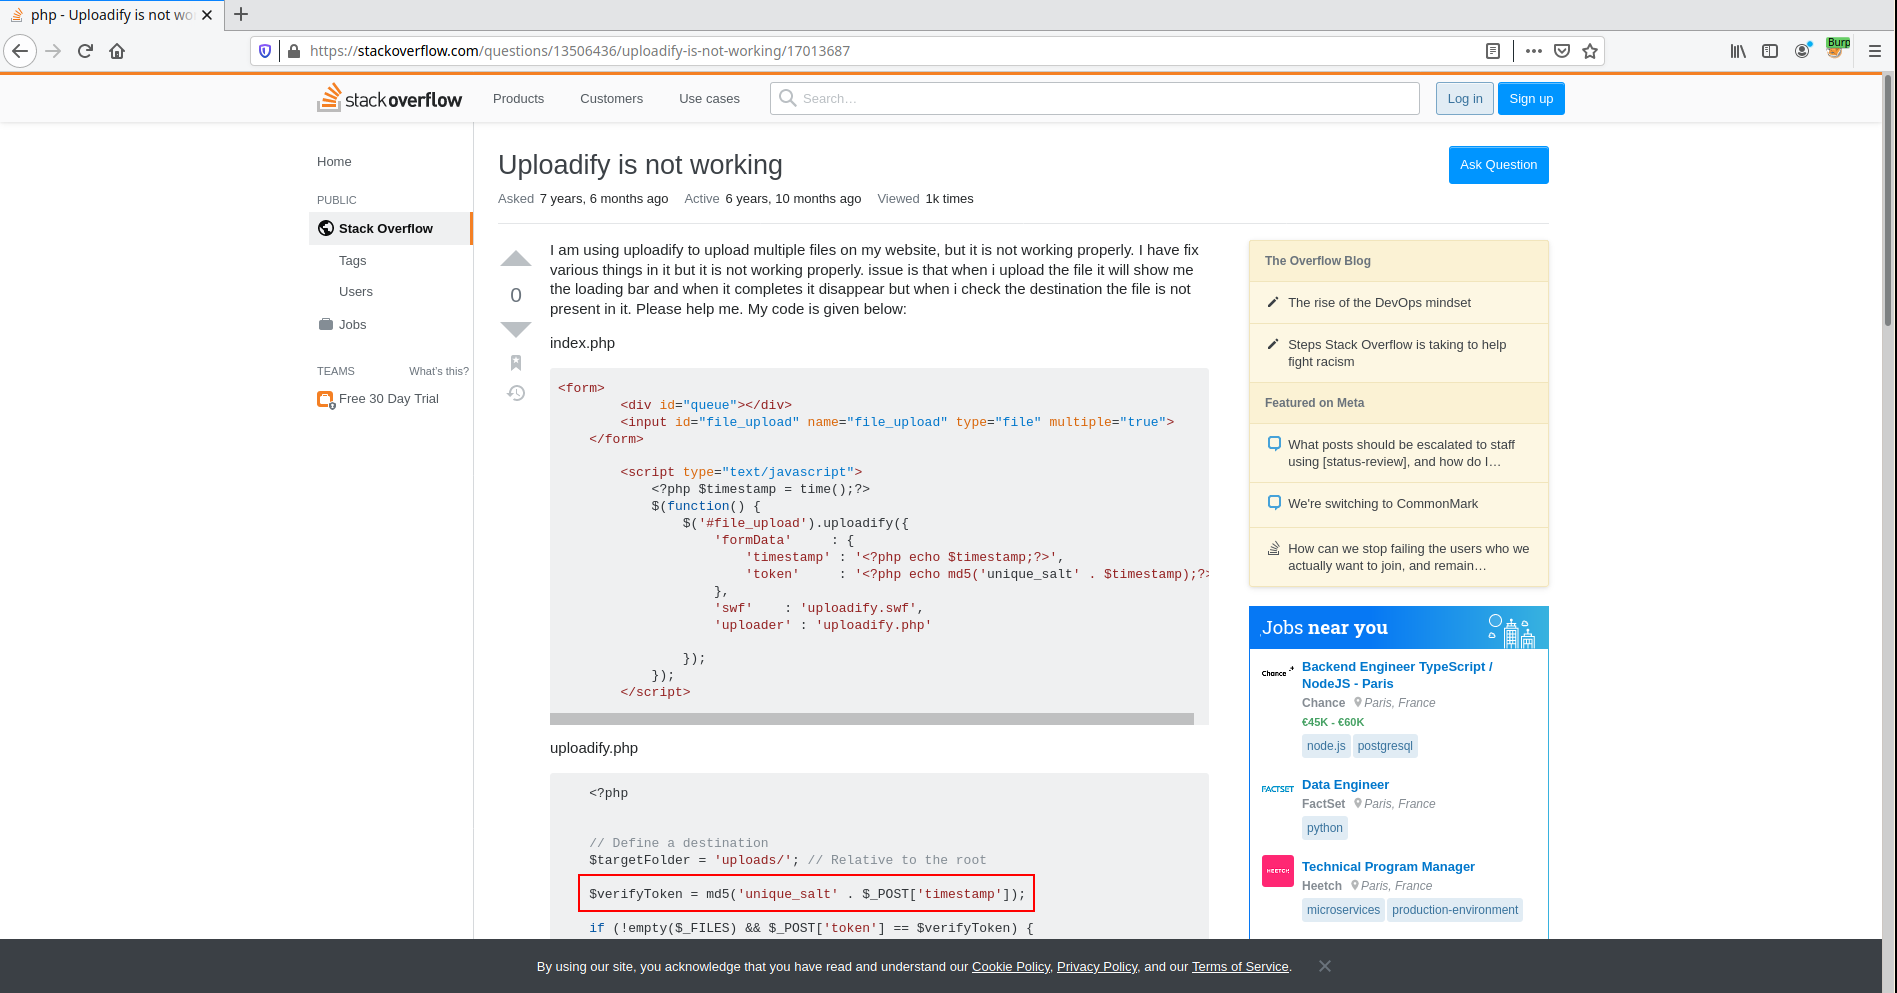 php - Uploadify is not wo
https://stackoverflow.com/questions/13506436/uploadify-is-not-working/17013687
Burp
stackoverflow
Products
Customers
Use cases
Search…
Log in
Sign up
Home
PUBLIC
Stack Overflow
Tags
Users
Jobs
TEAMS
What's this?
Free 30 Day Trial
Uploadify is not working
Ask Question
Asked 7 years, 6 months ago Active 6 years, 10 months ago Viewed 1k times
0
I am using uploadify to upload multiple files on my website, but it is not working properly. I have fix
various things in it but it is not working properly. issue is that when i upload the file it will show me
the loading bar and when it completes it disappear but when i check the destination the file is not
present in it. Please help me. My code is given below:
index.php
<form>
<div id="queue"></div>
<input id="file_upload" name="file_upload" type="file" multiple="true">
</form>
<script type="text/javascript">
<?php $timestamp = time();?>
$(function() {
$('#file_upload').uploadify({
'formData' : {
'timestamp' : '<?php echo $timestamp;?>',
'token' : '<?php echo md5('unique_salt' . $timestamp);?>
},
'swf' : 'uploadify.swf',
'uploader' : 'uploadify.php'
});
});
</script>
uploadify.php
<?php
// Define a destination
$targetFolder = 'uploads/'; // Relative to the root
$verifyToken = md5('unique_salt' . $_POST['timestamp']);
if (!empty($_FILES) && $_POST['token'] == $verifyToken) {
The Overflow Blog
The rise of the DevOps mindset
Steps Stack Overflow is taking to help
fight racism
Featured on Meta
What posts should be escalated to staff
using [status-review], and how do I…
We're switching to CommonMark
How can we stop failing the users who we
actually want to join, and remain…
Jobs near you
Chance
Backend Engineer TypeScript /
NodeJS - Paris
Chance Paris, France
€45K - €60K
node.js postgresql
FACTSET
Data Engineer
FactSet Paris, France
python
HEETCH
Technical Program Manager
Heetch Paris, France
microservices production-environment
By using our site, you acknowledge that you have read and understand our Cookie Policy, Privacy Policy, and our Terms of Service.